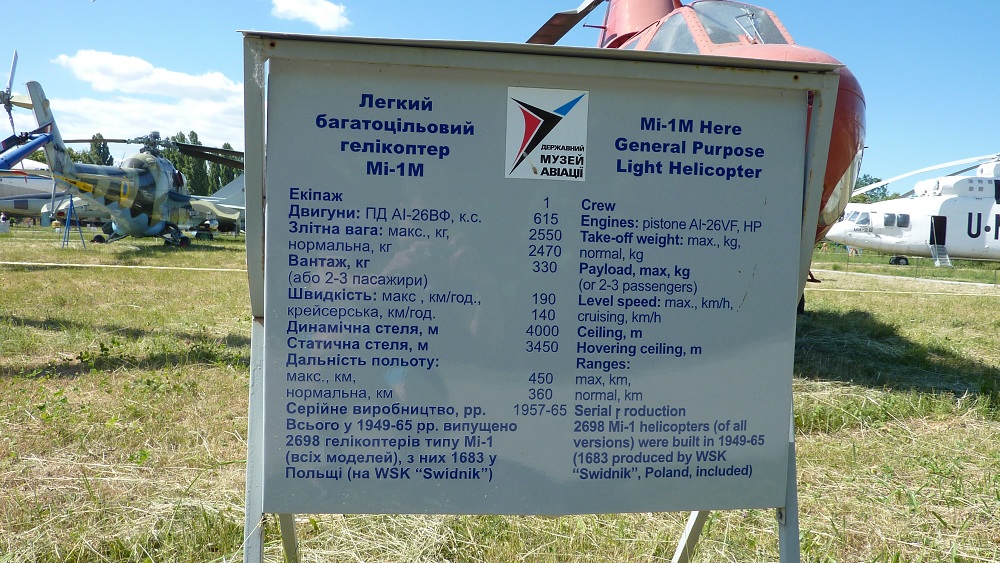 Легкий
багатоцільовий
гелікоптер
Мі-1М
ДЕРЖАВНИЙ
МУЗЕЙ
АВІАЦІЇ
Mi-1M Here
General Purpose
Light Helicopter
Екіпаж 1 Crew
Двигуни: ПД АІ-26ВФ, к.с. 615 Engines: pistone AI-26VF, HP
Злітна вага: макс., кг, 2550 Take-off weight: max., kg,
нормальна, кг 2470 normal, kg
Вантаж, кг 330 Payload, max, kg
(або 2-3 пасажири) (or 2-3 passengers)
Швидкість: макс , км/год., 190 Level speed: max., km/h,
крейсерська, км/год. 140 cruising, km/h
Динамічна стеля, м 4000 Ceiling, m
Статична стеля, м 3450 Hovering ceiling, m
Дальність польоту: Ranges:
макс., км, 450 max, km,
нормальна, км 360 normal, km
Серійне виробництво, рр. 1957-65 Serial r roduction
Всього у 1949-65 рр. випущено
2698 гелікоптерів типу Мі-1
(всіх моделей), з них 1683 у
Польщі (на WSK “Swidnik”)
2698 Mi-1 helicopters (of all
versions) were built in 1949-65
(1683 produced by WSK
“Swidnik”, Poland, included)
U·